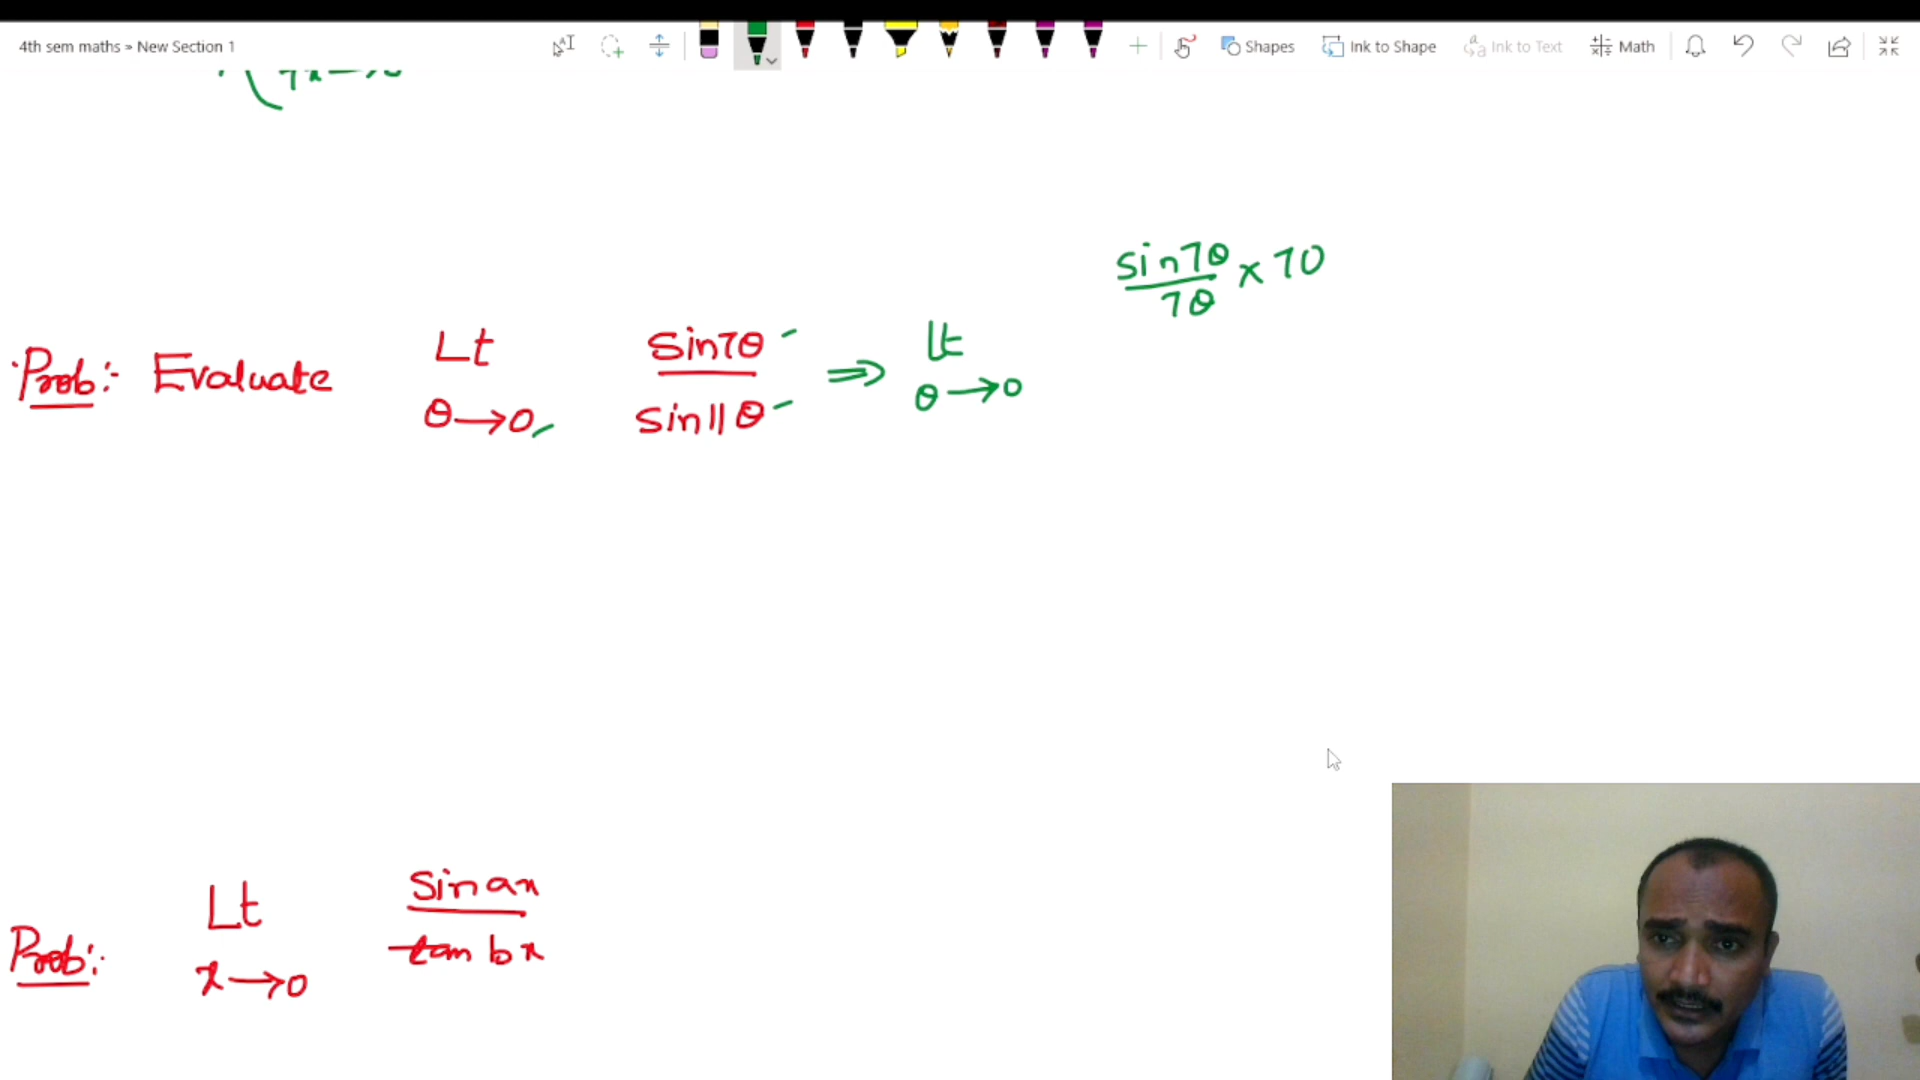 4th sem maths » New Section 1
Shapes
Ink to Shape
Ink to Text
Math
sin7θ
7θ × 7θ
Prob:- Evaluate Lt sin7θ ⇒ lt
θ→0 sin11θ θ→0
Prob:- Lt sin ax
x→0 tan bx